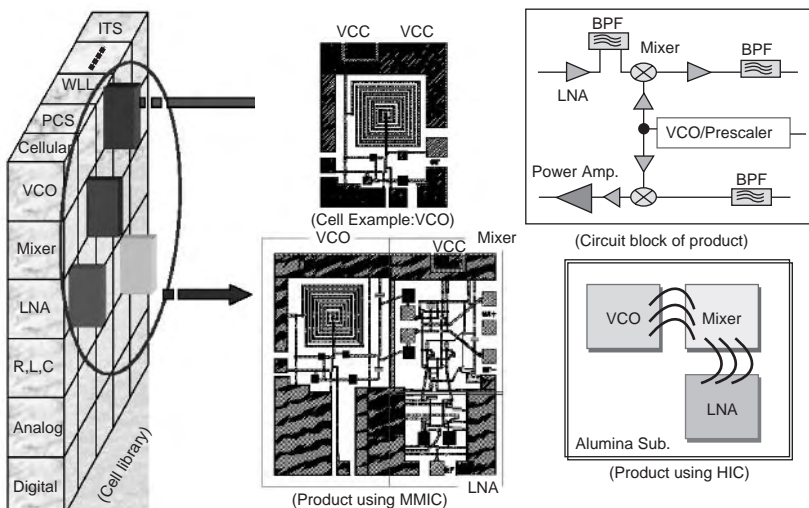 ITS
WLL
PCS
Cellular
VCO
Mixer
LNA
R,L,C
Analog
Digital
(Cell library)
VCC VCC
(Cell Example:VCO)
VCO Mixer
VCC
LNA
(Product using MMIC)
BPF
Mixer
BPF
LNA
VCO/Prescaler
Power Amp.
BPF
(Circuit block of product)
VCO
Mixer
LNA
Alumina Sub.
(Product using HIC)